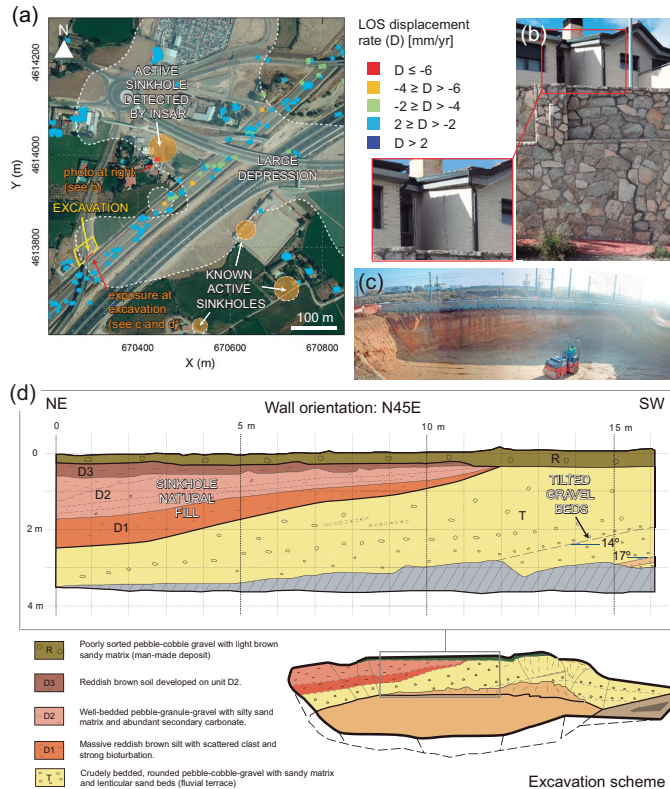 (a)
N
ACTIVE
SINKHOLE
DETECTED
BY INSAR
photo at right
(see b)
EXCAVATION
LARGE
DEPRESSION
KNOWN
ACTIVE
SINKHOLES
exposure at
excavation
(see c and d)
100 m
4614200
4614000
4613800
Y (m)
670400
670600
670800
X (m)
LOS displacement
rate (D) [mm/yr]
D ≤ -6
-4 ≥ D > -6
-2 ≥ D > -4
2 ≥ D > -2
D > 2
(b)
(c)
(d)
NE
Wall orientation: N45E
SW
0
5 m
10 m
15 m
0
2 m
4 m
R
D3
D2
D1
SINKHOLE
NATURAL
FILL
T
TILTED
GRAVEL
BEDS
14º
17º
R
Poorly sorted pebble-cobble gravel with light brown
sandy matrix (man-made deposit)
D3
Reddish brown soil developed on unit D2.
D2
Well-bedded pebble-granule-gravel with silty sand
matrix and abundant secondary carbonate.
D1
Massive reddish brown silt with scattered clast and
strong bioturbation.
T
Crudely bedded, rounded pebble-cobble-gravel with sandy matrix
and lenticular sand beds (fluvial terrace)
Excavation scheme